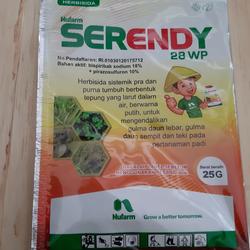 HERBISIDA
Nufarm
SERENDY
28 WP
No Pendaftaran: RI.01030120175712
Bahan aktif: bispiribak sodium 18%
+ pirazosulfuron 10%
Herbisida sistemik pra dan
purna tumbuh berbentuk
tepung yang larut dalam
air, berwarna
putih, untuk
mengendalikan
gulma daun lebar, gulma
daun sempit dan teki pada
pertanaman padi
Berat bersih:
25G
Nufarm
Grow a better tomorrow.